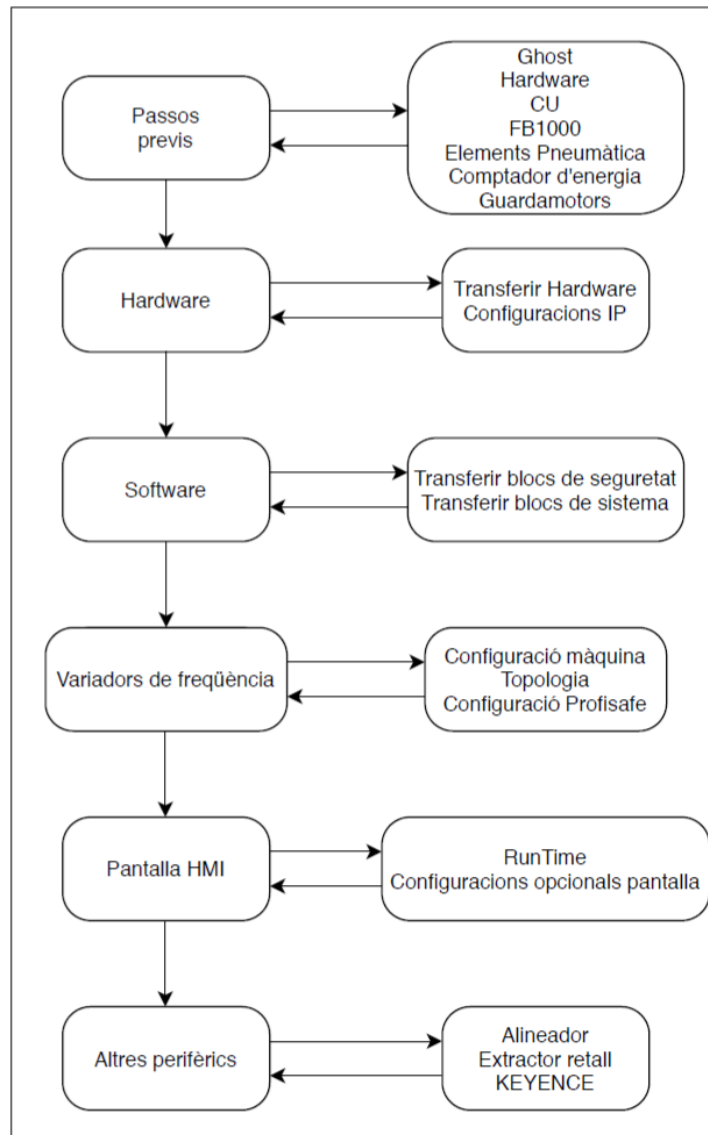 Passos
previs
Ghost
Hardware
CU
FB1000
Elements Pneumàtica
Comptador d'energia
Guardamotors
Hardware
Transferir Hardware
Configuracions IP
Software
Transferir blocs de seguretat
Transferir blocs de sistema
Variadors de freqüència
Configuració màquina
Topologia
Configuració Profisafe
Pantalla HMI
RunTime
Configuracions opcionals pantalla
Altres perifèrics
Alineador
Extractor retall
KEYENCE